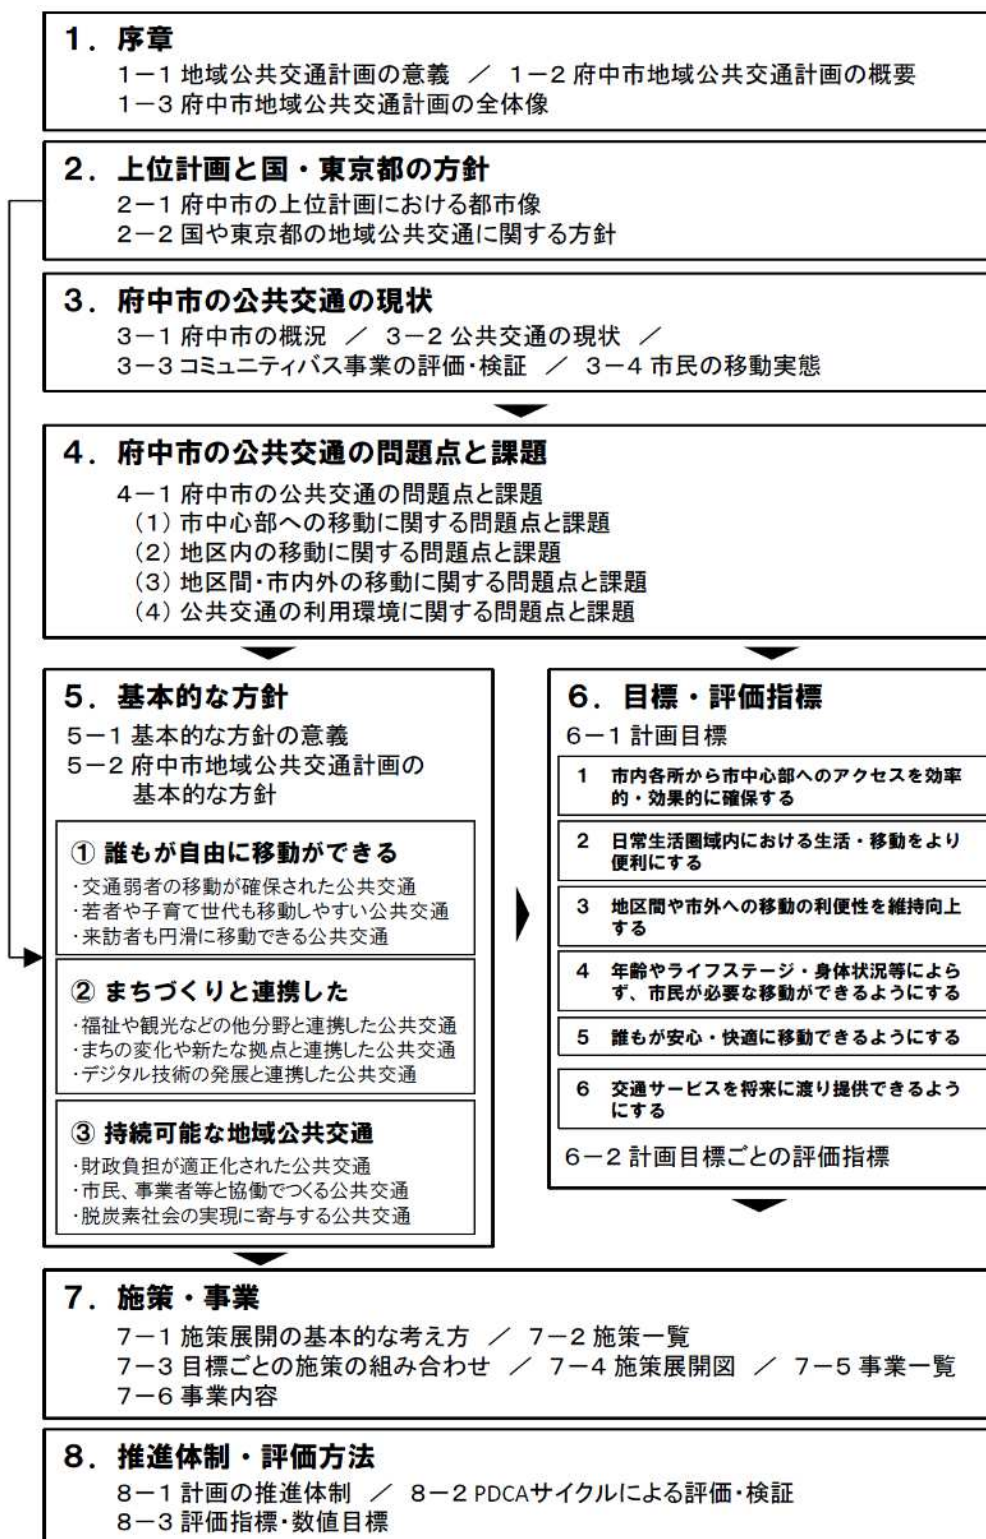 1．序章
1－1 地域公共交通計画の意義 ／ 1－2 府中市地域公共交通計画の概要
1－3 府中市地域公共交通計画の全体像
2．上位計画と国・東京都の方針
2－1 府中市の上位計画における都市像
2－2 国や東京都の地域公共交通に関する方針
3．府中市の公共交通の現状
3－1 府中市の概況 ／ 3－2 公共交通の現状 ／
3－3 コミュニティバス事業の評価・検証 ／ 3－4 市民の移動実態
4．府中市の公共交通の問題点と課題
4－1 府中市の公共交通の問題点と課題
（1）市中心部への移動に関する問題点と課題
（2）地区内の移動に関する問題点と課題
（3）地区間・市内外の移動に関する問題点と課題
（4）公共交通の利用環境に関する問題点と課題
5．基本的な方針
5－1 基本的な方針の意義
5－2 府中市地域公共交通計画の
基本的な方針
① 誰もが自由に移動ができる
・交通弱者の移動が確保された公共交通
・若者や子育て世代も移動しやすい公共交通
・来訪者も円滑に移動できる公共交通
② まちづくりと連携した
・福祉や観光などの他分野と連携した公共交通
・まちの変化や新たな拠点と連携した公共交通
・デジタル技術の発展と連携した公共交通
③ 持続可能な地域公共交通
・財政負担が適正化された公共交通
・市民、事業者等と協働でつくる公共交通
・脱炭素社会の実現に寄与する公共交通
6．目標・評価指標
6－1 計画目標
1 市内各所から市中心部へのアクセスを効率
的・効果的に確保する
2 日常生活圏域内における生活・移動をより
便利にする
3 地区間や市外への移動の利便性を維持向上
する
4 年齢やライフステージ・身体状況等によら
ず、市民が必要な移動ができるようにする
5 誰もが安心・快適に移動できるようにする
6 交通サービスを将来に渡り提供できるよう
にする
6－2 計画目標ごとの評価指標
7．施策・事業
7－1 施策展開の基本的な考え方 ／ 7－2 施策一覧
7－3 目標ごとの施策の組み合わせ ／ 7－4 施策展開図 ／ 7－5 事業一覧
7－6 事業内容
8．推進体制・評価方法
8－1 計画の推進体制 ／ 8－2 PDCAサイクルによる評価・検証
8－3 評価指標・数値目標